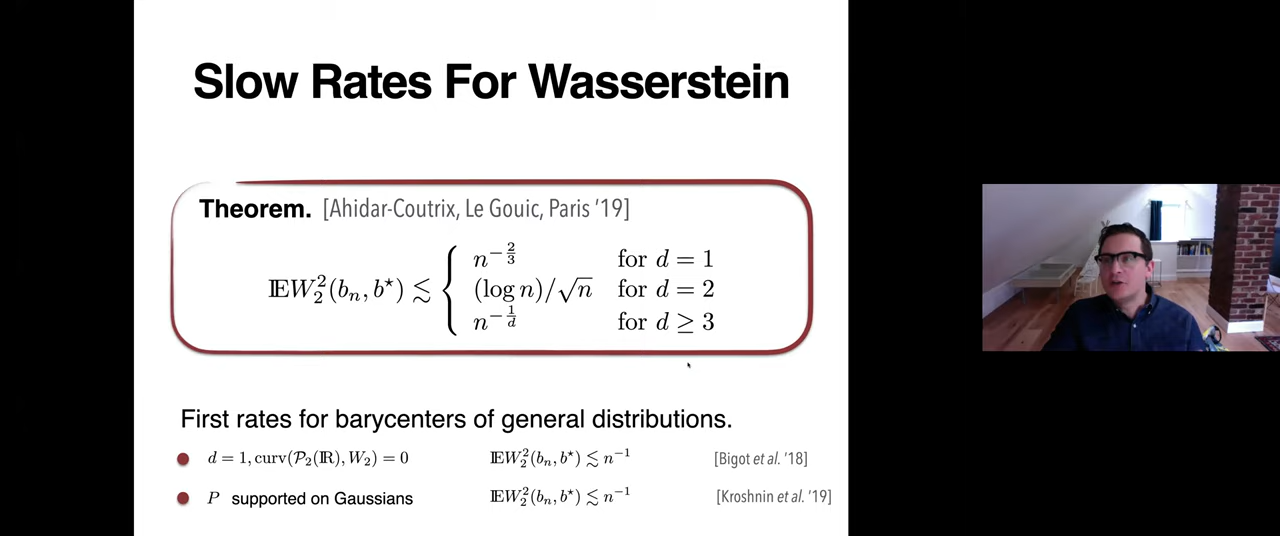 Slow Rates For Wasserstein
Theorem. [Ahidar-Coutrix, Le Gouic, Paris '19]
𝔼W₂²(bₙ, b⋆) ≲ { n^{-2/3} for d = 1
(log n)/√n for d = 2
n^{-1/d} for d ≥ 3
First rates for barycenters of general distributions.
d = 1, curv(𝒫₂(ℝ), W₂) = 0 𝔼W₂²(bₙ, b⋆) ≲ n⁻¹ [Bigot et al. '18]
P supported on Gaussians 𝔼W₂²(bₙ, b⋆) ≲ n⁻¹ [Kroshnin et al. '19]